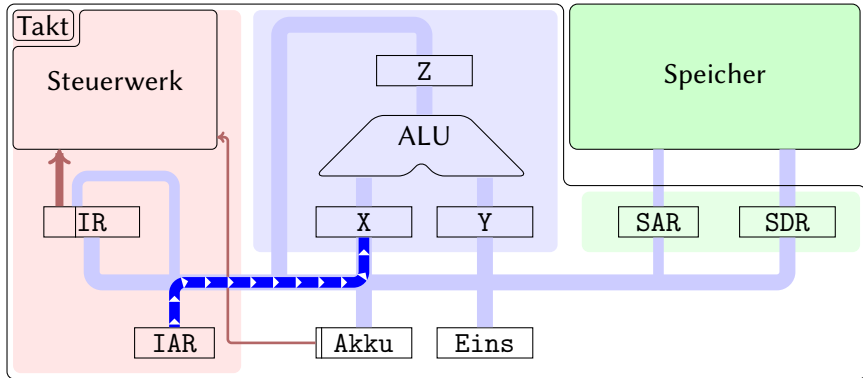 Takt
Steuerwerk
Z
Speicher
ALU
IR
X
Y
SAR
SDR
IAR
Akku
Eins